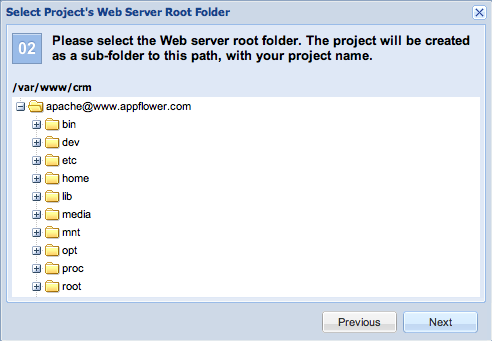 Select Project's Web Server Root Folder
02
Please select the Web server root folder. The project will be created
as a sub-folder to this path, with your project name.
/var/www/crm
apache@www.appflower.com
bin
dev
etc
home
lib
media
mnt
opt
proc
root
Previous
Next